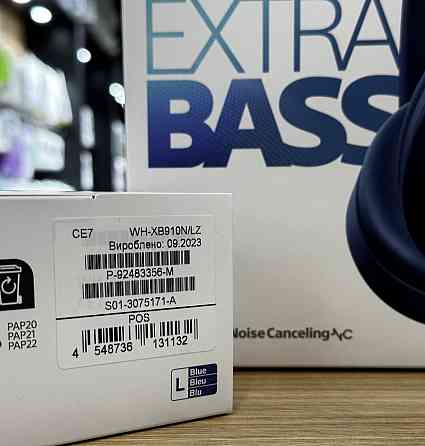 EXTRA
BASS
CE7 WH-XB910N/LZ
Вироблено: 09.2023
P-92483356-M
S01-3075171-A
POS
4 548736 131132
PAP20
PAP21
PAP22
L Blue
Bleu
Blu
Noise Canceling NC